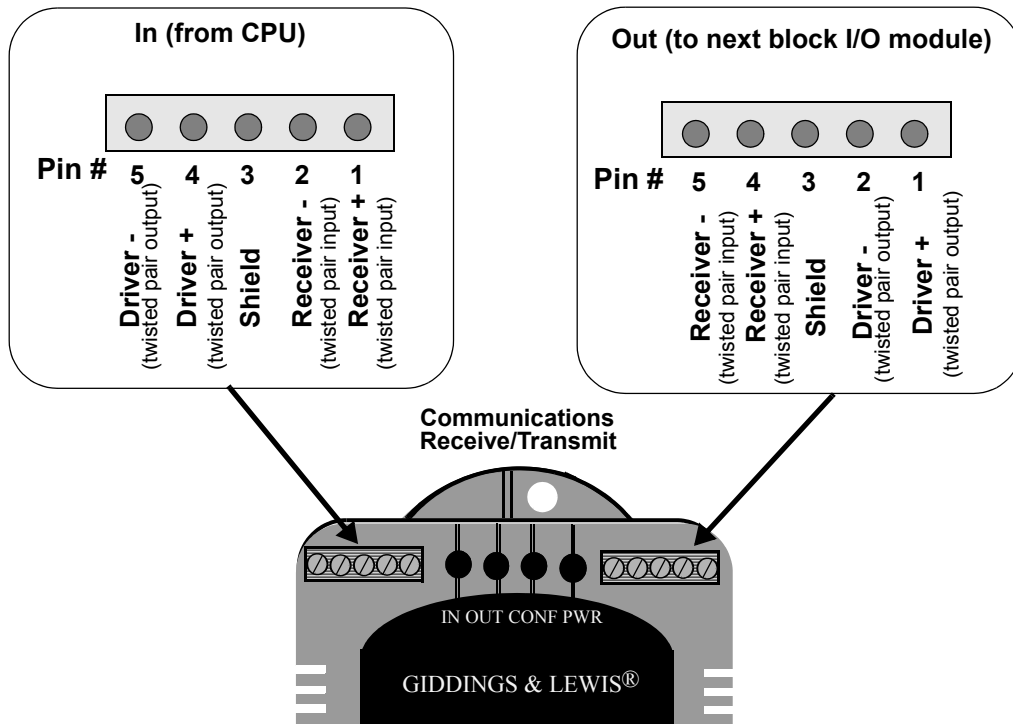 In (from CPU)
Pin #
5 4 3 2 1
Driver -
(twisted pair output)
Driver +
(twisted pair output)
Shield
Receiver -
(twisted pair input)
Receiver +
(twisted pair input)
Out (to next block I/O module)
Pin #
5 4 3 2 1
Receiver -
(twisted pair input)
Receiver +
(twisted pair input)
Shield
Driver -
(twisted pair output)
Driver +
(twisted pair output)
Communications
Receive/Transmit
IN OUT CONF PWR
GIDDINGS & LEWIS®